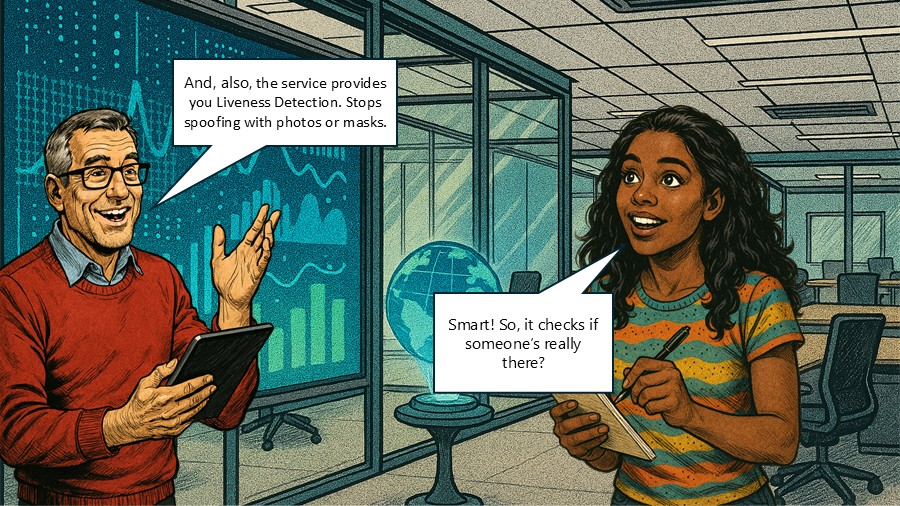 And, also, the service provides
you Liveness Detection. Stops
spoofing with photos or masks.
Smart! So, it checks if
someone's really
there?